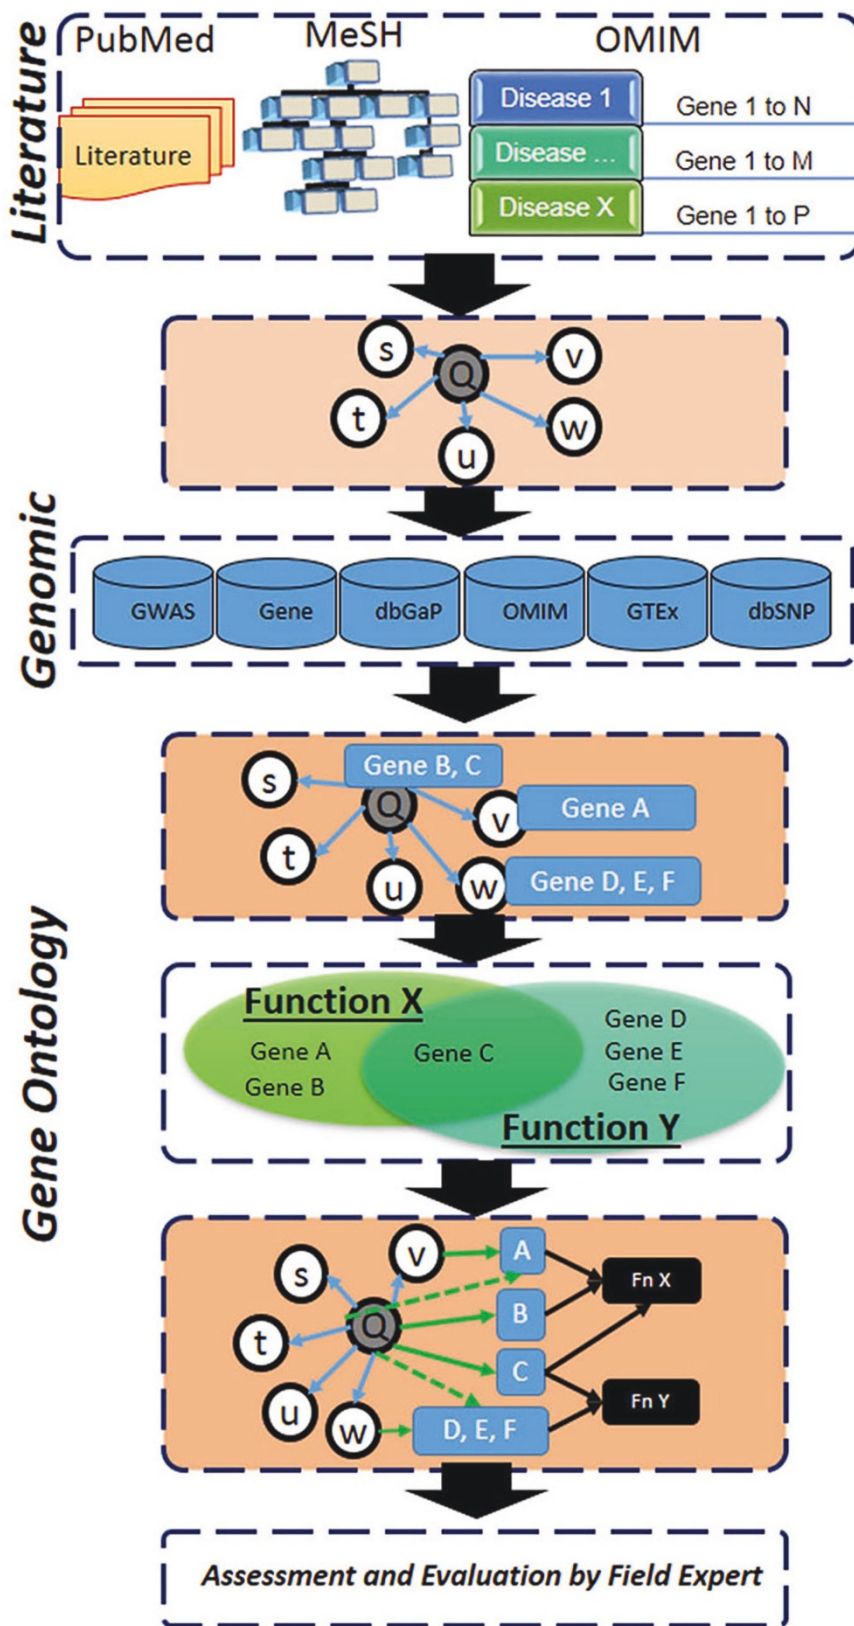 Literature
PubMed
MeSH
OMIM
Literature
Disease 1
Gene 1 to N
Disease ...
Gene 1 to M
Disease X
Gene 1 to P
s
Q
v
t
w
u
Genomic
GWAS
Gene
dbGaP
OMIM
GTEx
dbSNP
Gene B, C
s
Q
v
Gene A
t
u
w
Gene D, E, F
Gene Ontology
Function X
Gene A
Gene B
Gene C
Gene D
Gene E
Gene F
Function Y
v
A
s
Fn X
Q
B
t
C
u
Fn Y
w
D, E, F
Assessment and Evaluation by Field Expert